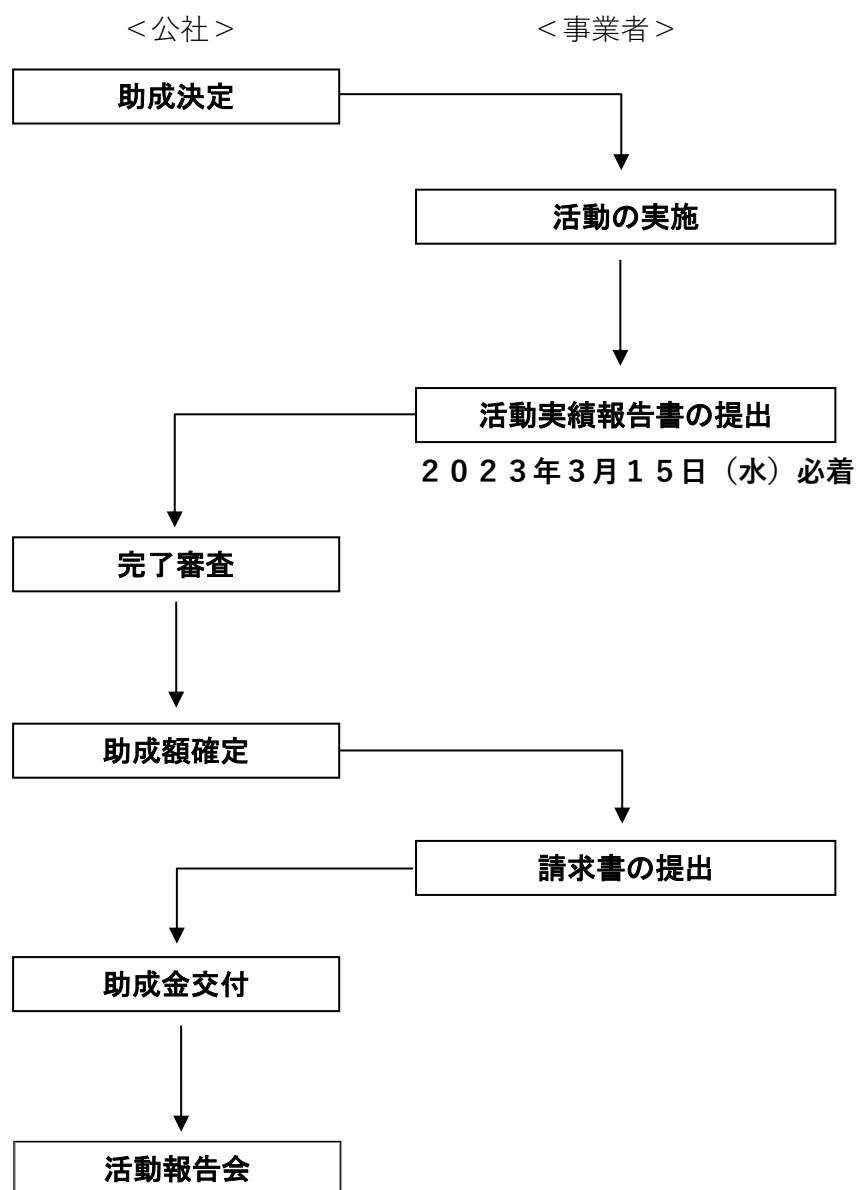 ＜公社＞
＜事業者＞
助成決定
活動の実施
活動実績報告書の提出
２０２３年３月１５日（水）必着
完了審査
助成額確定
請求書の提出
助成金交付
活動報告会